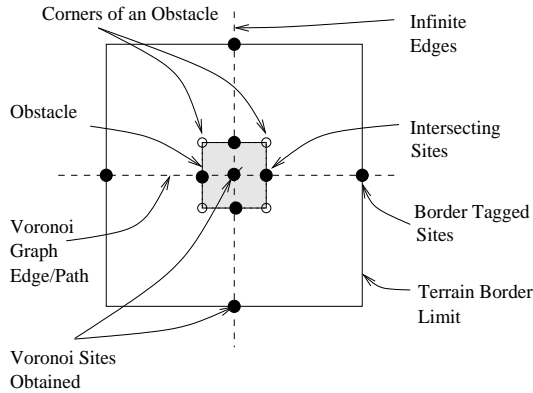 Corners of an Obstacle
Infinite
Edges
Obstacle
Intersecting
Sites
Voronoi
Graph
Edge/Path
Border Tagged
Sites
Terrain Border
Limit
Voronoi Sites
Obtained